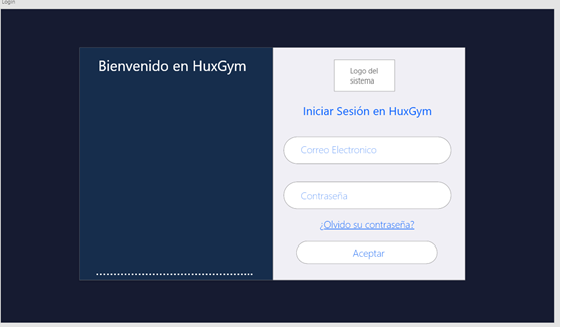 Login
Bienvenido en HuxGym
Logo del
sistema
Iniciar Sesión en HuxGym
Correo Electronico
Contraseña
¿Olvido su contraseña?
Aceptar